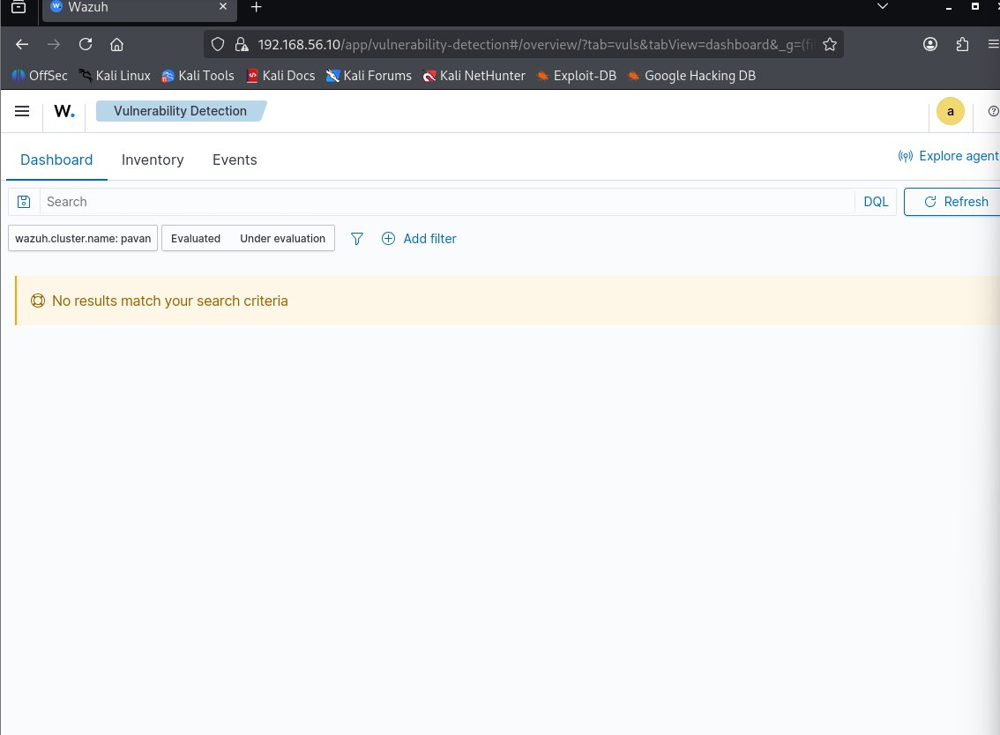 Wazuh
192.168.56.10/app/vulnerability-detection#/overview/?tab=vuls&tabView=dashboard&_g=(fi
OffSec Kali Linux Kali Tools Kali Docs Kali Forums Kali NetHunter Exploit-DB Google Hacking DB
W. Vulnerability Detection a
Dashboard Inventory Events Explore agent
Search DQL Refresh
wazuh.cluster.name: pavan Evaluated Under evaluation Add filter
No results match your search criteria